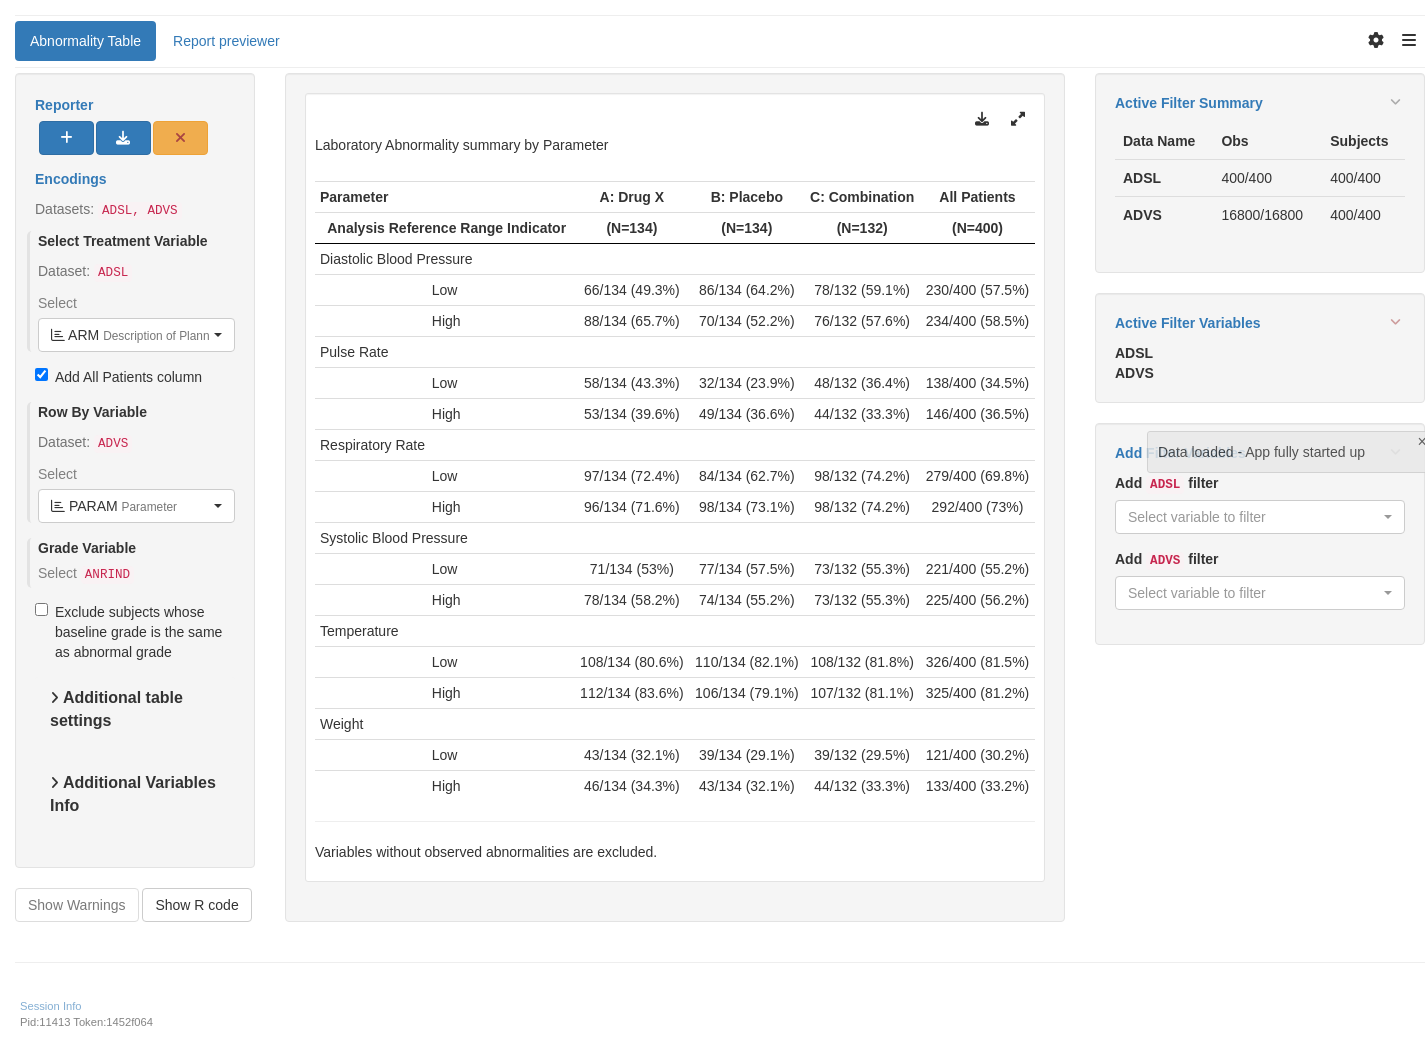 Abnormality Table Report previewer
Reporter
Encodings
Datasets: ADSL, ADVS
Select Treatment Variable
Dataset: ADSL
Select
ARM Description of Plann
Add All Patients column
Row By Variable
Dataset: ADVS
Select
PARAM Parameter
Grade Variable
Select ANRIND
Exclude subjects whose
baseline grade is the same
as abnormal grade
Additional table
settings
Additional Variables
Info
Show Warnings Show R code
Laboratory Abnormality summary by Parameter
Parameter A: Drug X B: Placebo C: Combination All Patients
Analysis Reference Range Indicator (N=134) (N=134) (N=132) (N=400)
Diastolic Blood Pressure
Low 66/134 (49.3%) 86/134 (64.2%) 78/132 (59.1%) 230/400 (57.5%)
High 88/134 (65.7%) 70/134 (52.2%) 76/132 (57.6%) 234/400 (58.5%)
Pulse Rate
Low 58/134 (43.3%) 32/134 (23.9%) 48/132 (36.4%) 138/400 (34.5%)
High 53/134 (39.6%) 49/134 (36.6%) 44/132 (33.3%) 146/400 (36.5%)
Respiratory Rate
Low 97/134 (72.4%) 84/134 (62.7%) 98/132 (74.2%) 279/400 (69.8%)
High 96/134 (71.6%) 98/134 (73.1%) 98/132 (74.2%) 292/400 (73%)
Systolic Blood Pressure
Low 71/134 (53%) 77/134 (57.5%) 73/132 (55.3%) 221/400 (55.2%)
High 78/134 (58.2%) 74/134 (55.2%) 73/132 (55.3%) 225/400 (56.2%)
Temperature
Low 108/134 (80.6%) 110/134 (82.1%) 108/132 (81.8%) 326/400 (81.5%)
High 112/134 (83.6%) 106/134 (79.1%) 107/132 (81.1%) 325/400 (81.2%)
Weight
Low 43/134 (32.1%) 39/134 (29.1%) 39/132 (29.5%) 121/400 (30.2%)
High 46/134 (34.3%) 43/134 (32.1%) 44/132 (33.3%) 133/400 (33.2%)
Variables without observed abnormalities are excluded.
Active Filter Summary
Data Name Obs Subjects
ADSL 400/400 400/400
ADVS 16800/16800 400/400
Active Filter Variables
ADSL
ADVS
Add
Data loaded - App fully started up ×
Add ADSL filter
Select variable to filter
Add ADVS filter
Select variable to filter
Session Info
Pid:11413 Token:1452f064